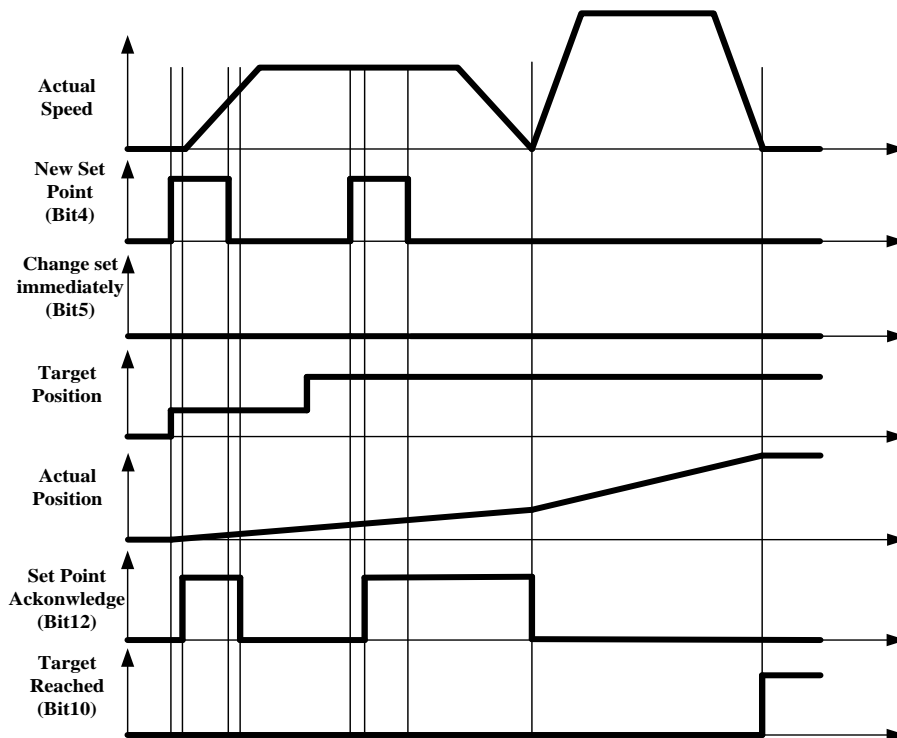 Actual
Speed
New Set
Point
(Bit4)
Change set
immediately
(Bit5)
Target
Position
Actual
Position
Set Point
Ackonwledge
(Bit12)
Target
Reached
(Bit10)